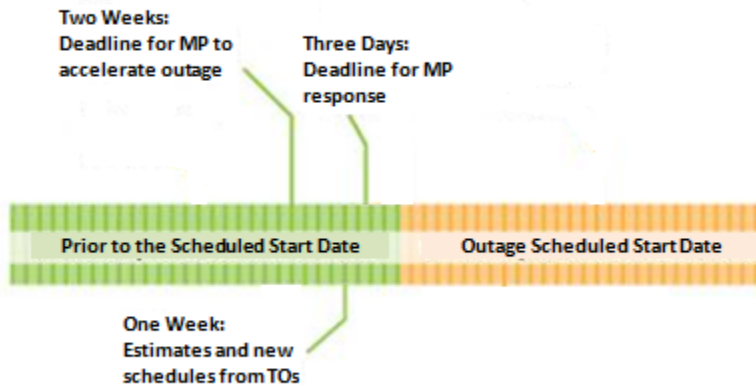 Two Weeks:
Deadline for MP to
accelerate outage
Three Days:
Deadline for MP
response
Prior to the Scheduled Start Date
Outage Scheduled Start Date
One Week:
Estimates and new
schedules from TOs